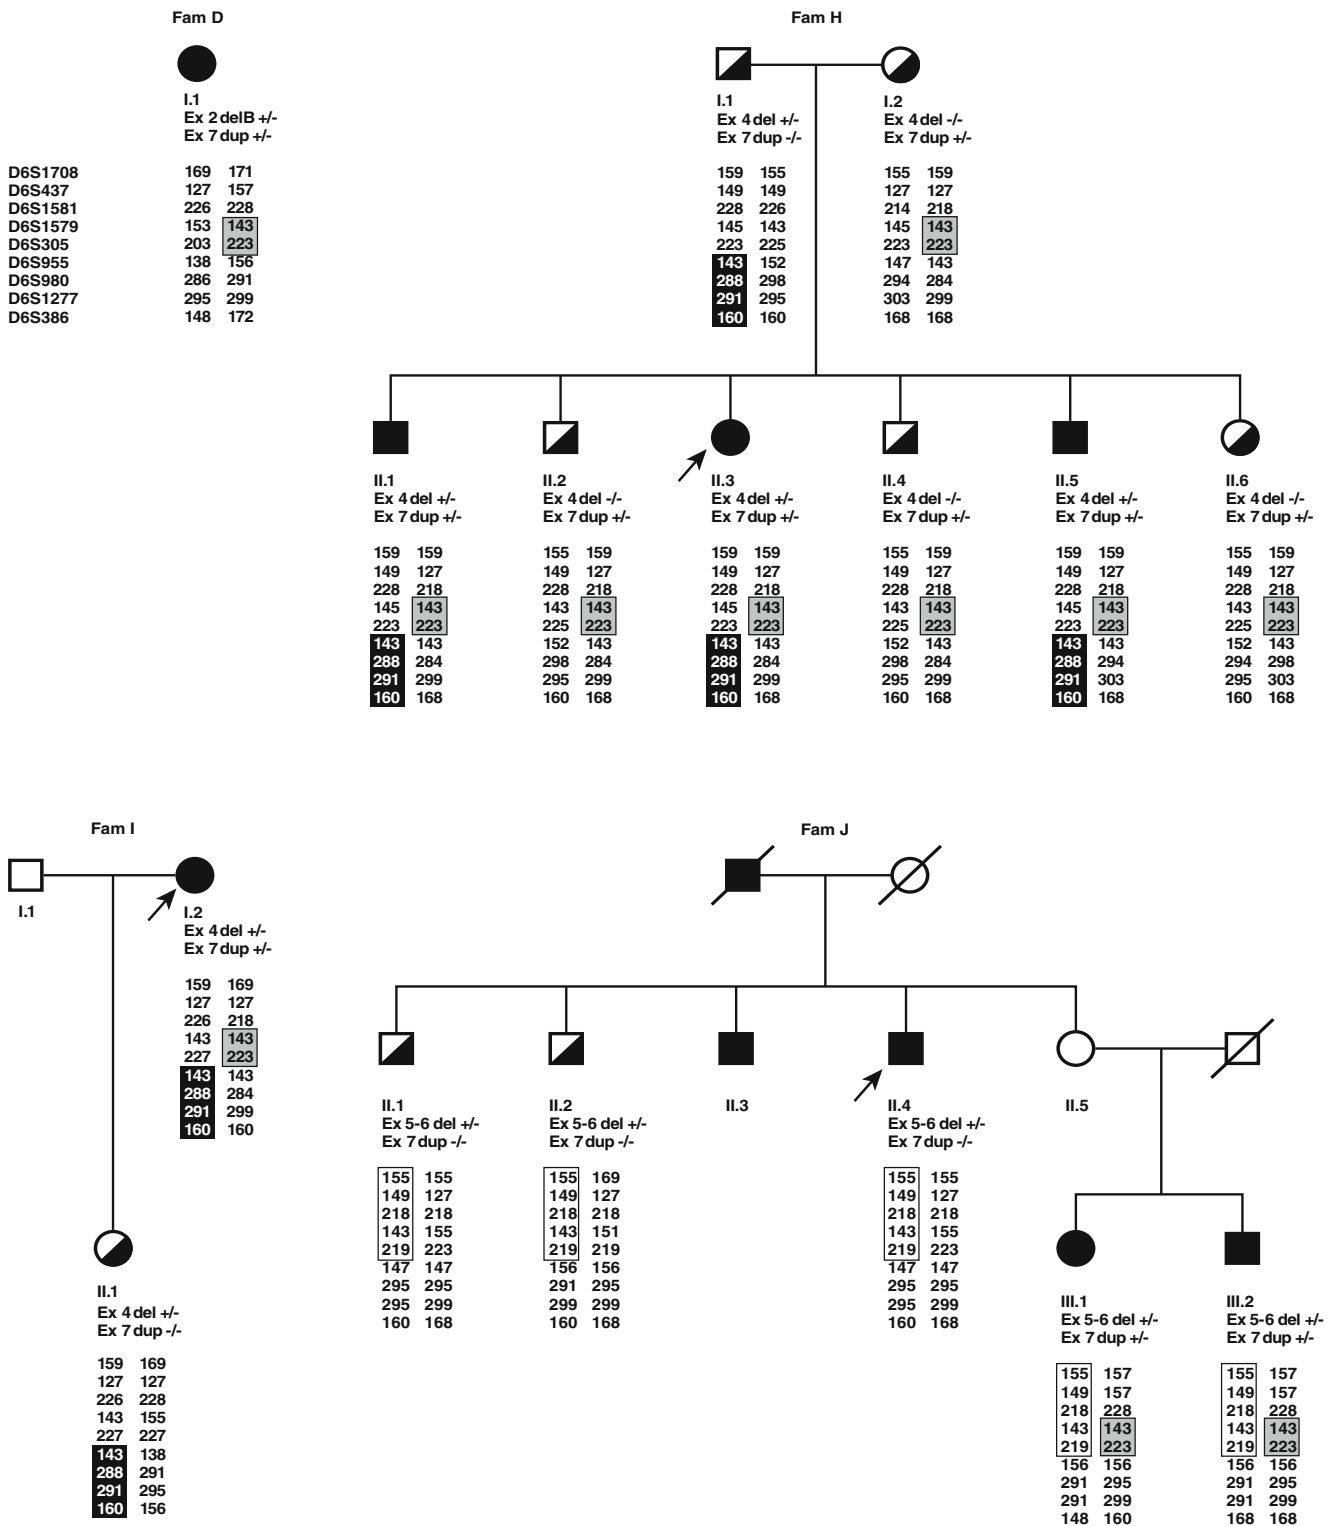 Fam D
I.1
Ex 2 delB +/-
Ex 7 dup +/-
D6S1708 169 171
D6S437 127 157
D6S1581 226 228
D6S1579 153 143
D6S305 203 223
D6S955 138 156
D6S980 286 291
D6S1277 295 299
D6S386 148 172
Fam H
I.1
Ex 4 del +/-
Ex 7 dup -/-
159 155
149 149
228 226
145 143
223 225
143 152
288 298
291 295
160 160
I.2
Ex 4 del -/-
Ex 7 dup +/-
155 159
127 127
214 218
145 143
223 223
147 143
294 284
303 299
168 168
II.1
Ex 4 del +/-
Ex 7 dup +/-
159 159
149 127
228 218
145 143
223 223
143 143
288 284
291 299
160 168
II.2
Ex 4 del -/-
Ex 7 dup +/-
155 159
149 127
228 218
143 143
225 223
152 143
298 284
295 299
160 168
II.3
Ex 4 del +/-
Ex 7 dup +/-
159 159
149 127
228 218
145 143
223 223
143 143
288 284
291 299
160 168
II.4
Ex 4 del -/-
Ex 7 dup +/-
155 159
149 127
228 218
143 143
225 223
152 143
298 284
295 299
160 168
II.5
Ex 4 del +/-
Ex 7 dup +/-
159 159
149 127
228 218
145 143
223 223
143 143
288 294
291 303
160 168
II.6
Ex 4 del -/-
Ex 7 dup +/-
155 159
149 127
228 218
143 143
225 223
152 143
294 298
295 303
160 168
Fam I
I.1
I.2
Ex 4 del +/-
Ex 7 dup +/-
159 169
127 127
226 218
143 143
227 223
143 143
288 284
291 299
160 160
II.1
Ex 4 del +/-
Ex 7 dup -/-
159 169
127 127
226 228
143 155
227 227
143 138
288 291
291 295
160 156
Fam J
II.1
Ex 5-6 del +/-
Ex 7 dup -/-
155 155
149 127
218 218
143 155
219 223
147 147
295 295
295 299
160 168
II.2
Ex 5-6 del +/-
Ex 7 dup -/-
155 169
149 127
218 218
143 151
219 219
156 156
291 295
299 299
160 168
II.3
II.4
Ex 5-6 del +/-
Ex 7 dup -/-
155 155
149 127
218 218
143 155
219 223
147 147
295 295
295 299
160 168
II.5
III.1
Ex 5-6 del +/-
Ex 7 dup +/-
155 157
149 157
218 228
143 143
219 223
156 156
291 295
291 299
148 160
III.2
Ex 5-6 del +/-
Ex 7 dup +/-
155 157
149 157
218 228
143 143
219 223
156 156
291 295
291 299
168 168